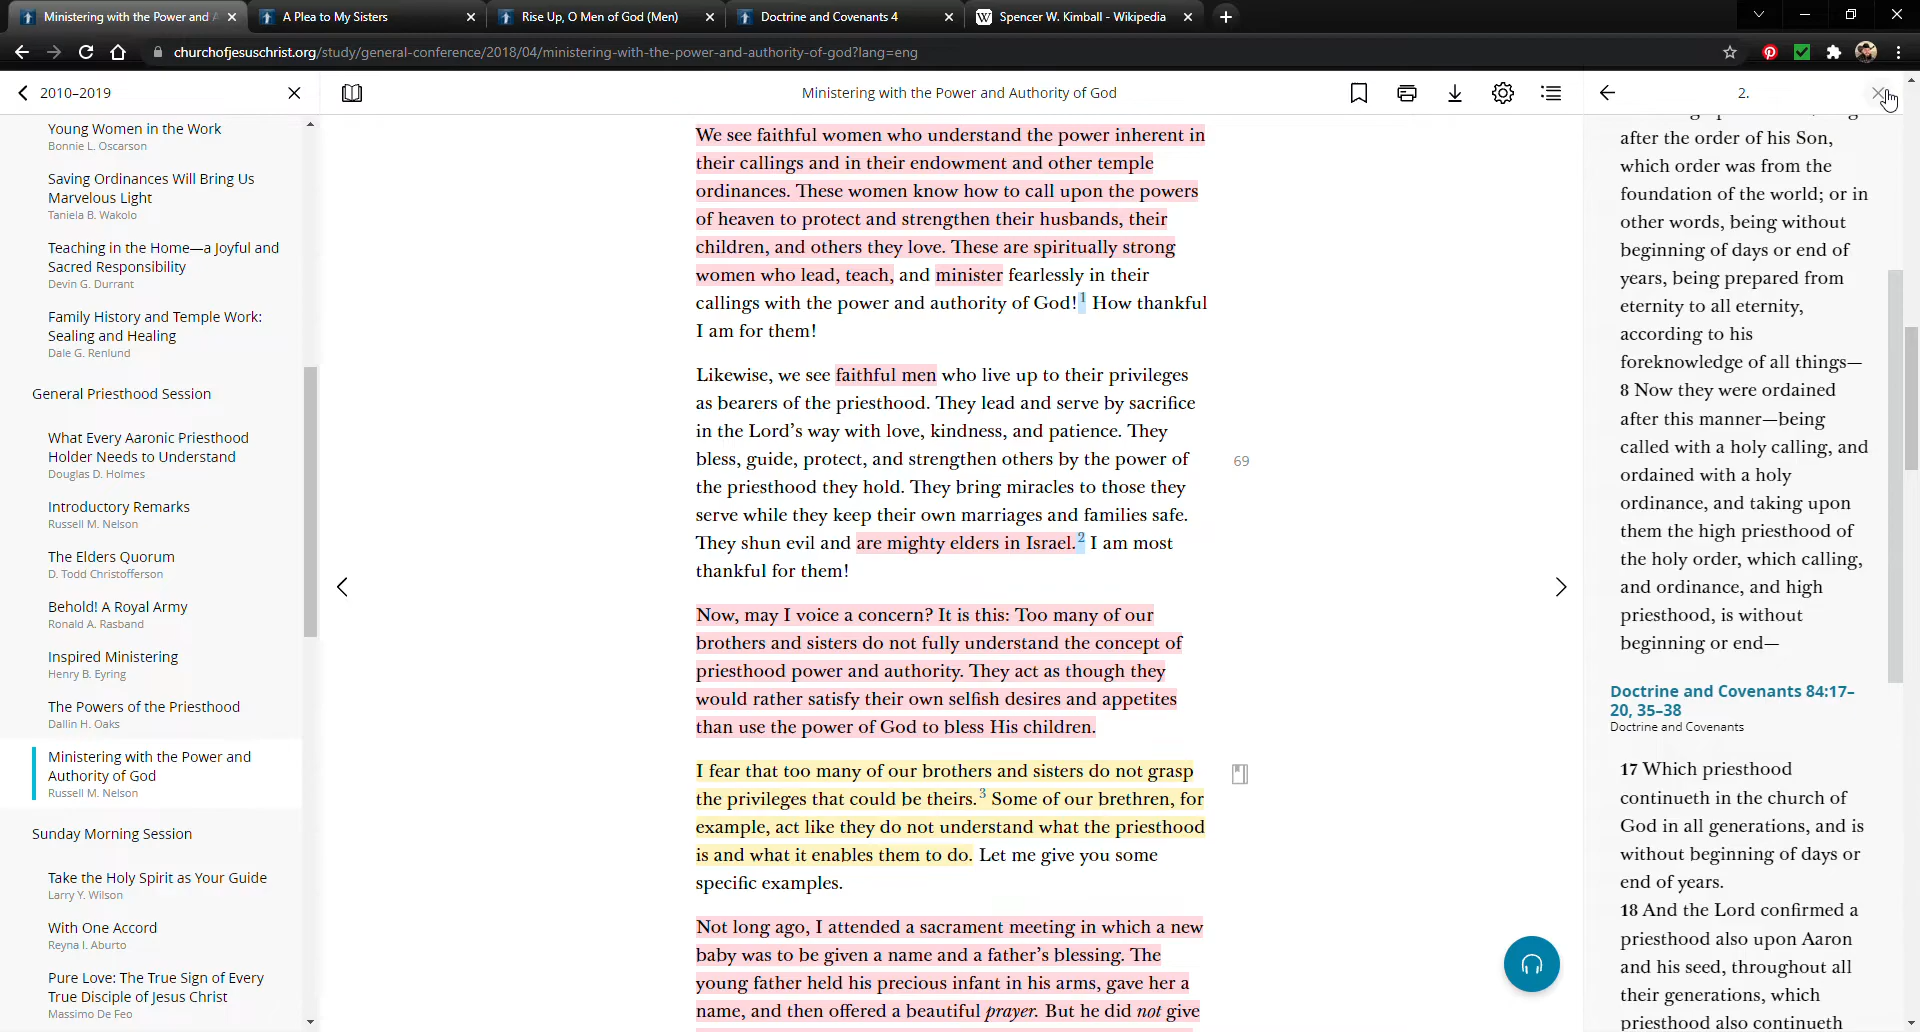 Ministering with the Power and A
A Plea to My Sisters
Rise Up, O Men of God (Men)
Doctrine and Covenants 4
Spencer W. Kimball - Wikipedia
churchofjesuschrist.org/study/general-conference/2018/04/ministering-with-the-power-and-authority-of-god?lang=eng
2010–2019
Ministering with the Power and Authority of God
2.
Young Women in the Work
Bonnie L. Oscarson
Saving Ordinances Will Bring Us
Marvelous Light
Taniela B. Wakolo
Teaching in the Home—a Joyful and
Sacred Responsibility
Devin G. Durrant
Family History and Temple Work:
Sealing and Healing
Dale G. Renlund
General Priesthood Session
What Every Aaronic Priesthood
Holder Needs to Understand
Douglas D. Holmes
Introductory Remarks
Russell M. Nelson
The Elders Quorum
D. Todd Christofferson
Behold! A Royal Army
Ronald A. Rasband
Inspired Ministering
Henry B. Eyring
The Powers of the Priesthood
Dallin H. Oaks
Ministering with the Power and
Authority of God
Russell M. Nelson
Sunday Morning Session
Take the Holy Spirit as Your Guide
Larry Y. Wilson
With One Accord
Reyna I. Aburto
Pure Love: The True Sign of Every
True Disciple of Jesus Christ
Massimo De Feo
We see faithful women who understand the power inherent in
their callings and in their endowment and other temple
ordinances. These women know how to call upon the powers
of heaven to protect and strengthen their husbands, their
children, and others they love. These are spiritually strong
women who lead, teach, and minister fearlessly in their
callings with the power and authority of God!1 How thankful
I am for them!
Likewise, we see faithful men who live up to their privileges
as bearers of the priesthood. They lead and serve by sacrifice
in the Lord's way with love, kindness, and patience. They
bless, guide, protect, and strengthen others by the power of
the priesthood they hold. They bring miracles to those they
serve while they keep their own marriages and families safe.
They shun evil and are mighty elders in Israel.2 I am most
thankful for them!
69
Now, may I voice a concern? It is this: Too many of our
brothers and sisters do not fully understand the concept of
priesthood power and authority. They act as though they
would rather satisfy their own selfish desires and appetites
than use the power of God to bless His children.
I fear that too many of our brothers and sisters do not grasp
the privileges that could be theirs.3 Some of our brethren, for
example, act like they do not understand what the priesthood
is and what it enables them to do. Let me give you some
specific examples.
Not long ago, I attended a sacrament meeting in which a new
baby was to be given a name and a father's blessing. The
young father held his precious infant in his arms, gave her a
name, and then offered a beautiful prayer. But he did not give
after the order of his Son,
which order was from the
foundation of the world; or in
other words, being without
beginning of days or end of
years, being prepared from
eternity to all eternity,
according to his
foreknowledge of all things—
8 Now they were ordained
after this manner—being
called with a holy calling, and
ordained with a holy
ordinance, and taking upon
them the high priesthood of
the holy order, which calling,
and ordinance, and high
priesthood, is without
beginning or end—
Doctrine and Covenants 84:17–
20, 35–38
Doctrine and Covenants
17 Which priesthood
continueth in the church of
God in all generations, and is
without beginning of days or
end of years.
18 And the Lord confirmed a
priesthood also upon Aaron
and his seed, throughout all
their generations, which
priesthood also continueth